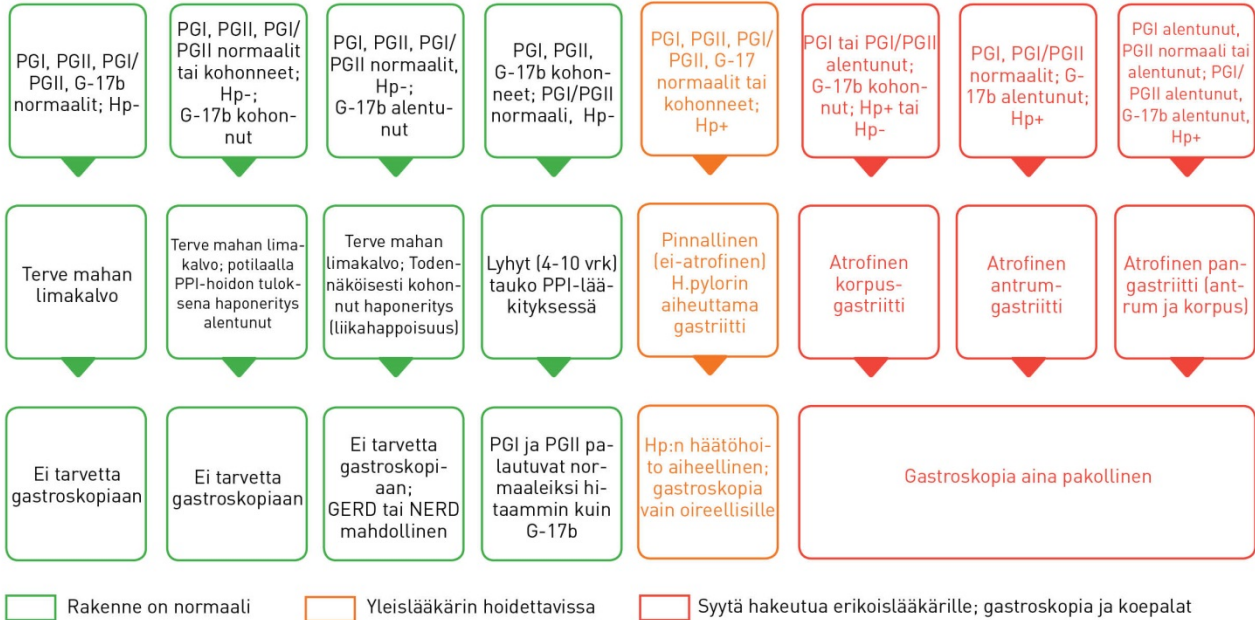 PGI, PGII, PGI/
PGII, G-17b
normaalit; Hp-
PGI, PGII, PGI/
PGII normaalit
tai kohonneet;
Hp-;
G-17b kohon-
nut
PGI, PGII, PGI/
PGII normaalit,
Hp-;
G-17b alentu-
nut
PGI, PGII,
G-17b kohon-
neet; PGI/PGII
normaali, Hp-
PGI, PGII, PGI/
PGII, G-17
normaalit tai
kohonneet;
Hp+
PGI tai PGI/PGII
alentunut;
G-17b kohon-
nut; Hp+ tai
Hp-
PGI, PGI/PGII
normaalit; G-
17b alentunut;
Hp+
PGI alentunut,
PGII normaali tai
alentunut; PGI/
PGII alentunut,
G-17b alentunut,
Hp+
Terve mahan
limakalvo
Terve mahan lima-
kalvo; potilaalla
PPI-hoidon tulok-
sena haponeritys
alentunut
Terve mahan
limakalvo; Toden-
näköisesti kohon-
nut haponeritys
(liikahappoisuus)
Lyhyt (4-10 vrk)
tauko PPI-lää-
kityksessä
Pinnallinen
(ei-atrofinen)
H.pylorin
aiheuttama
gastriitti
Atrofinen
korpus-
gastriitti
Atrofinen
antrum-
gastriitti
Atrofinen pan-
gastriitti (ant-
rum ja korpus)
Ei tarvetta
gastroskopiaan
Ei tarvetta
gastroskopiaan
Ei tarvetta
gastroskopi-
aan;
GERD tai NERD
mahdollinen
PGI ja PGII pa-
lautuvat nor-
maaleiksi hi-
taammin kuin
G-17b
Hp:n häätöhoi-
to aiheellinen;
gastroskopia
vain oireellisille
Gastroskopia aina pakollinen
Rakenne on normaali
Yleislääkärin hoidettavissa
Syytä hakeutua erikoislääkärille; gastroskopia ja koepalat